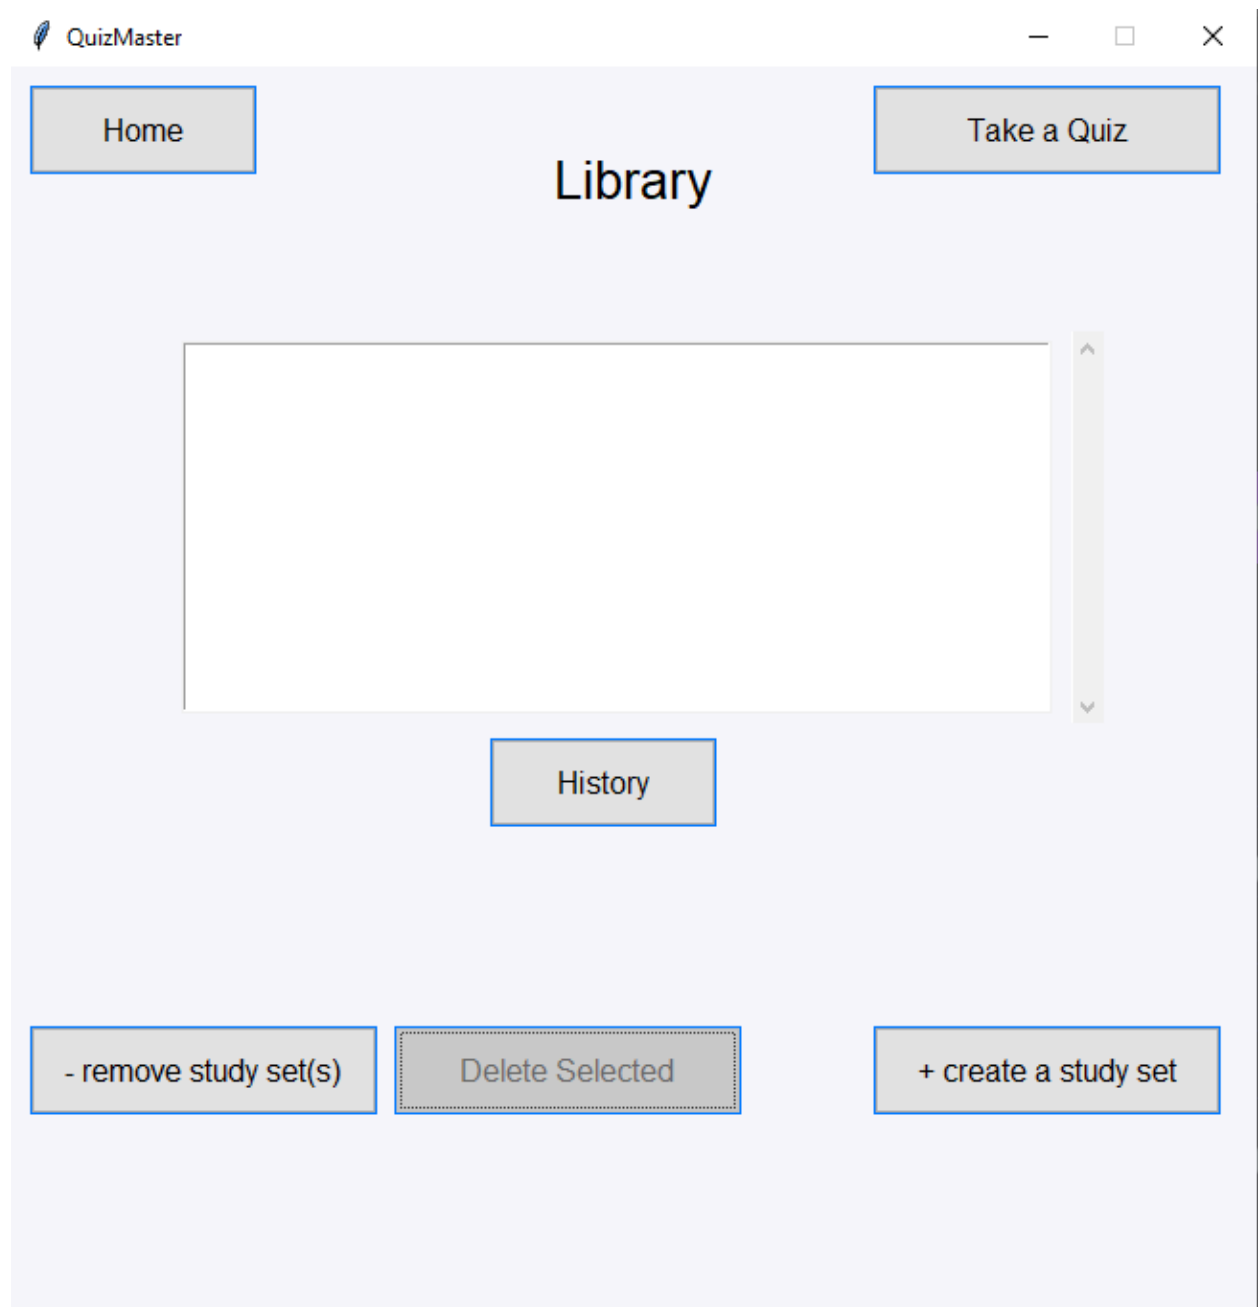 QuizMaster
Home
Take a Quiz
Library
History
- remove study set(s)
Delete Selected
+ create a study set